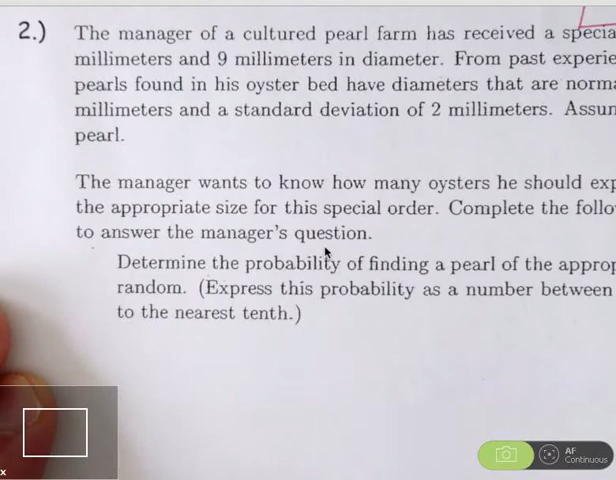 2.) The manager of a cultured pearl farm has received a specia
millimeters and 9 millimeters in diameter. From past experie
pearls found in his oyster bed have diameters that are norma
millimeters and a standard deviation of 2 millimeters. Assum
pearl.
The manager wants to know how many oysters he should exp
the appropriate size for this special order. Complete the follo
to answer the manager's question.
Determine the probability of finding a pearl of the approp
random. (Express this probability as a number between
to the nearest tenth.)
AF
Continuous
x